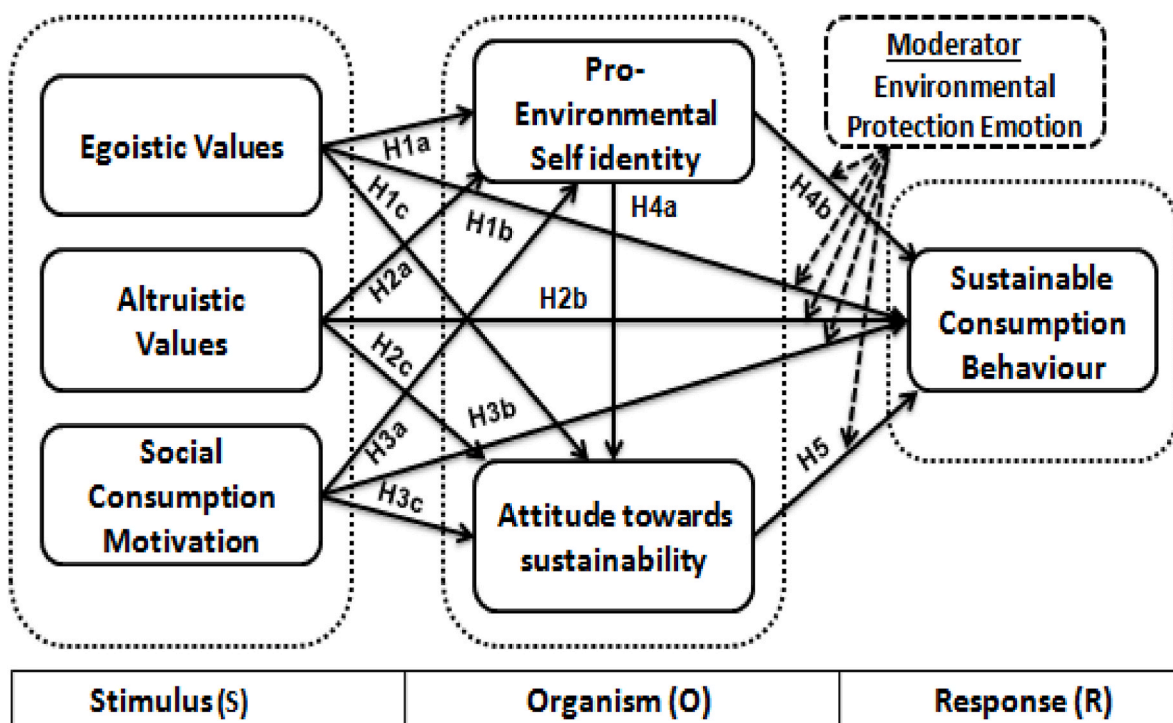 Egoistic Values
Altruistic
Values
Social
Consumption
Motivation
H1a
H1c
H1b
H2a
H2b
H2c
H3a
H3b
H3c
Pro-
Environmental
Self identity
H4a
Attitude towards
sustainability
H4b
H5
Moderator
Environmental
Protection Emotion
Sustainable
Consumption
Behaviour
Stimulus (S)
Organism (O)
Response (R)